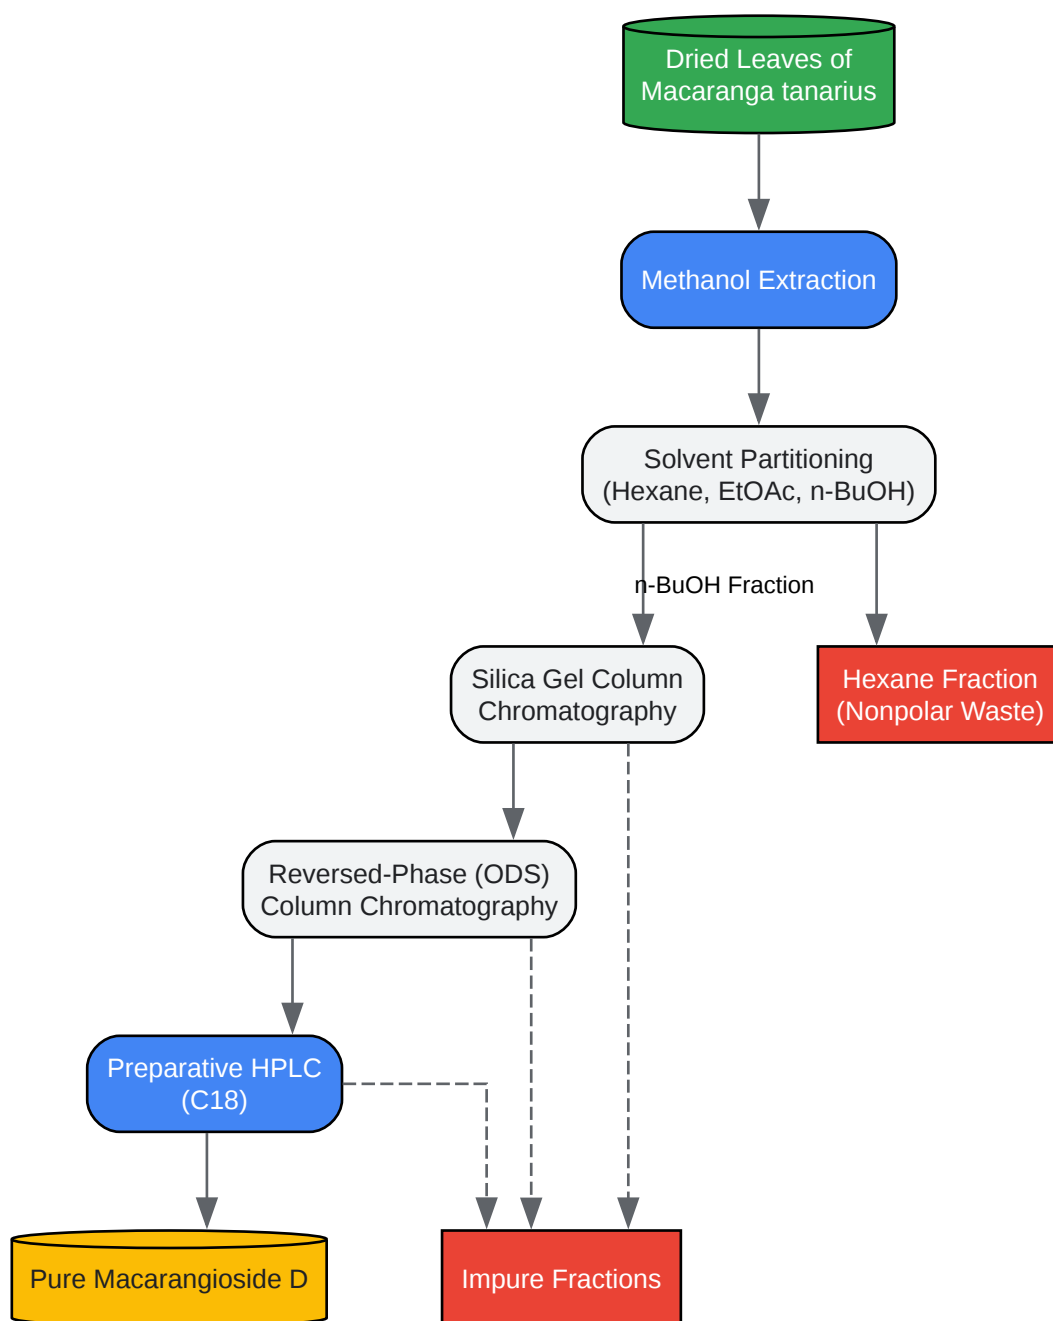 Dried Leaves of
Macaranga tanarius
Methanol Extraction
Solvent Partitioning
(Hexane, EtOAc, n-BuOH)
n-BuOH Fraction
Silica Gel Column
Chromatography
Hexane Fraction
(Nonpolar Waste)
Reversed-Phase (ODS)
Column Chromatography
Preparative HPLC
(C18)
Pure Macarangioside D
Impure Fractions